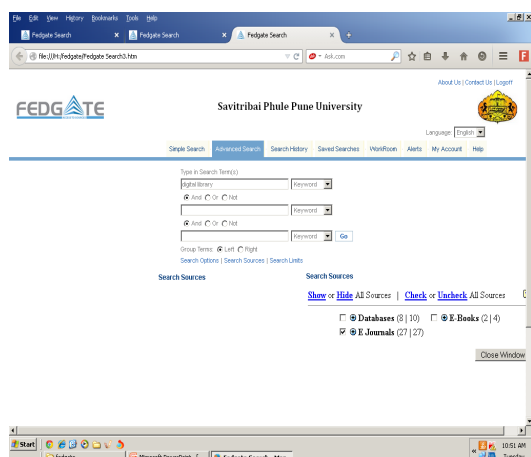 File Edit View History Bookmarks Tools Help
Fedgate Search × Fedgate Search × Fedgate Search × +
file:///H:/fedgate/Fedgate Search3.htm Ask.com
About Us | Contact Us | Logoff
FEDGATE
Savitribai Phule Pune University
Language: English
Simple Search Advanced Search Search History Saved Searches WorkRoom Alerts My Account Help
Type in Search Term(s)
digital library Keyword
And Or Not
Keyword
And Or Not
Keyword Go
Group Terms: Left Right
Search Options | Search Sources | Search Limits
Search Sources Search Sources
Show or Hide All Sources | Check or Uncheck All Sources
Databases (8 | 10) E-Books (2 | 4)
E Journals (27 | 27)
Close Window
Start 10:51 AM
fedgate Microsoft PowerPoint - [ Fedgate Search - Moz Tuesday